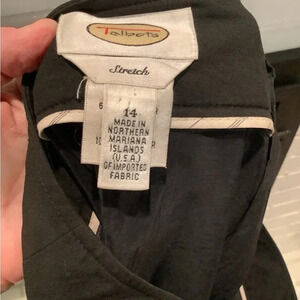 Talbots
Stretch
14
MADE IN
NORTHERN
MARIANA
ISLANDS
(U.S.A.)
OF IMPORTED
FABRIC